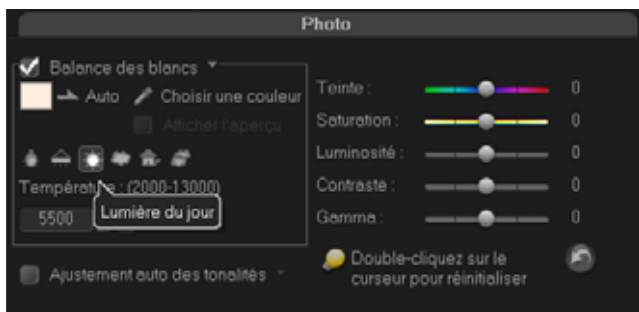 Photo
Balance des blancs
Auto
Choisir une couleur
Afficher l'aperçu
Température : (2000-13000)
5500
Lumière du jour
Ajustement auto des tonalités
Teinte : 0
Saturation : 0
Luminosité : 0
Contraste : 0
Gamma : 0
Double-cliquez sur le
curseur pour réinitialiser